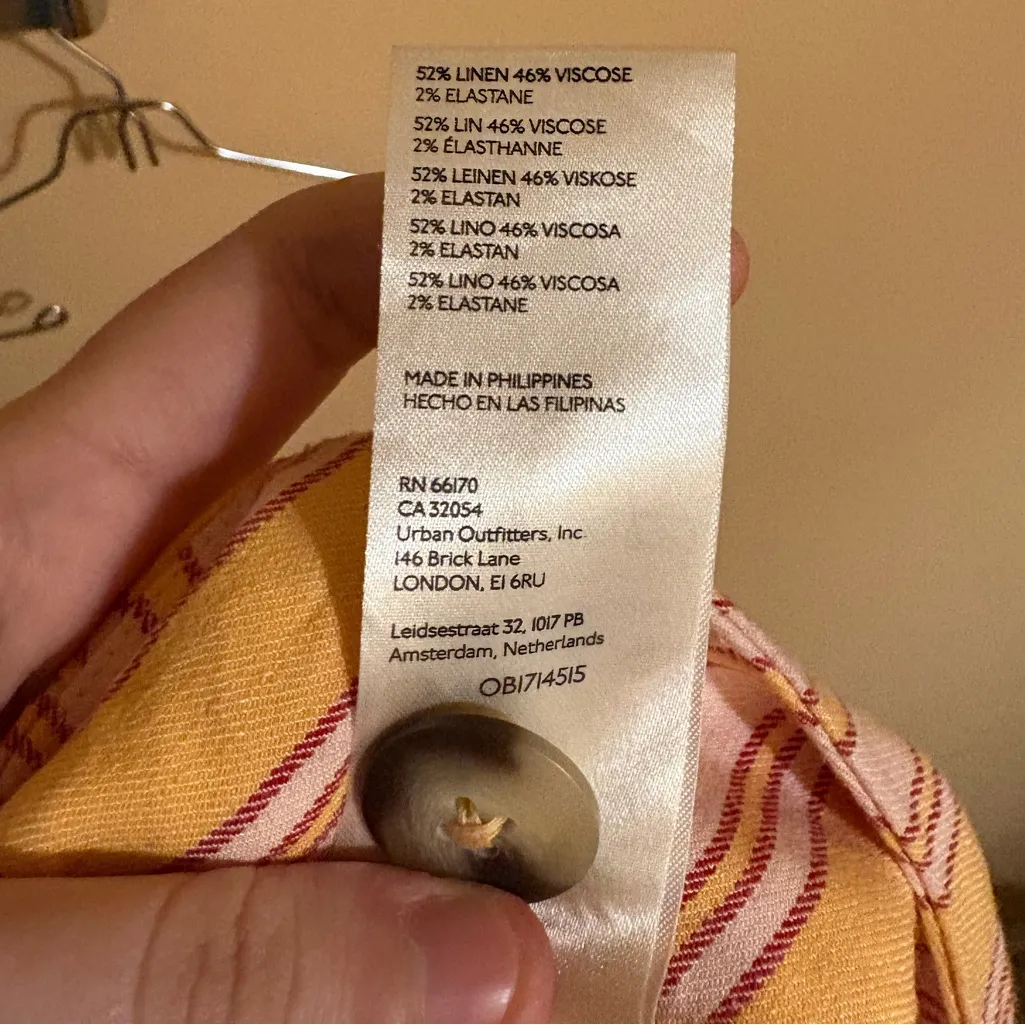 52% LINEN 46% VISCOSE
2% ELASTANE
52% LIN 46% VISCOSE
2% ÉLASTHANNE
52% LEINEN 46% VISKOSE
2% ELASTAN
52% LINO 46% VISCOSA
2% ELASTAN
52% LINO 46% VISCOSA
2% ELASTANE
MADE IN PHILIPPINES
HECHO EN LAS FILIPINAS
RN 66170
CA 32054
Urban Outfitters, Inc.
146 Brick Lane
LONDON, E1 6RU
Leidsestraat 32, 1017 PB
Amsterdam, Netherlands
OB1714515